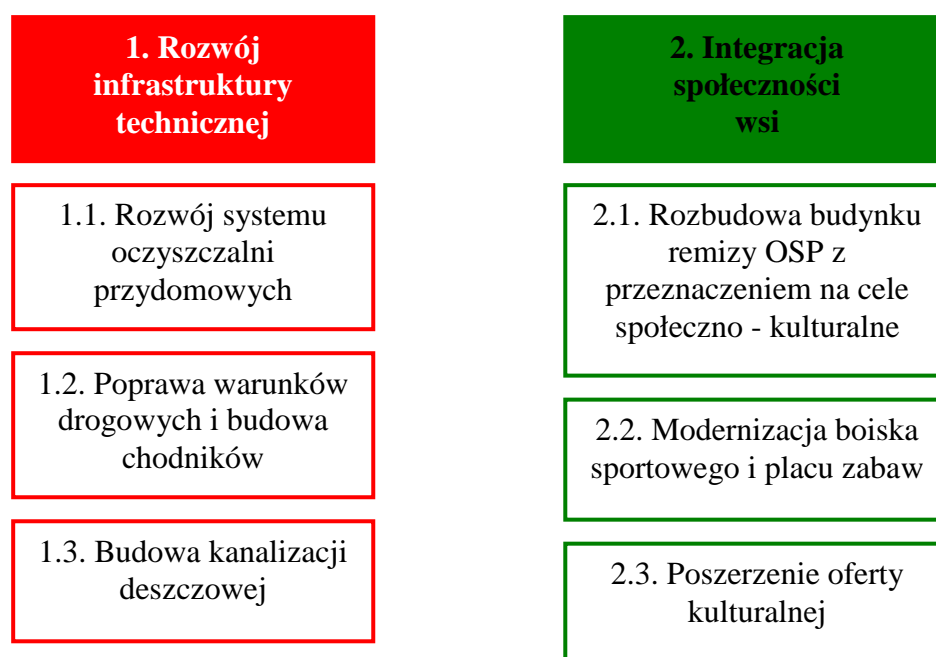 1. Rozwój
infrastruktury
technicznej
1.1. Rozwój systemu
oczyszczalni
przydomowych
1.2. Poprawa warunków
drogowych i budowa
chodników
1.3. Budowa kanalizacji
deszczowej
2. Integracja
społeczności
wsi
2.1. Rozbudowa budynku
remizy OSP z
przeznaczeniem na cele
społeczno - kulturalne
2.2. Modernizacja boiska
sportowego i placu zabaw
2.3. Poszerzenie oferty
kulturalnej